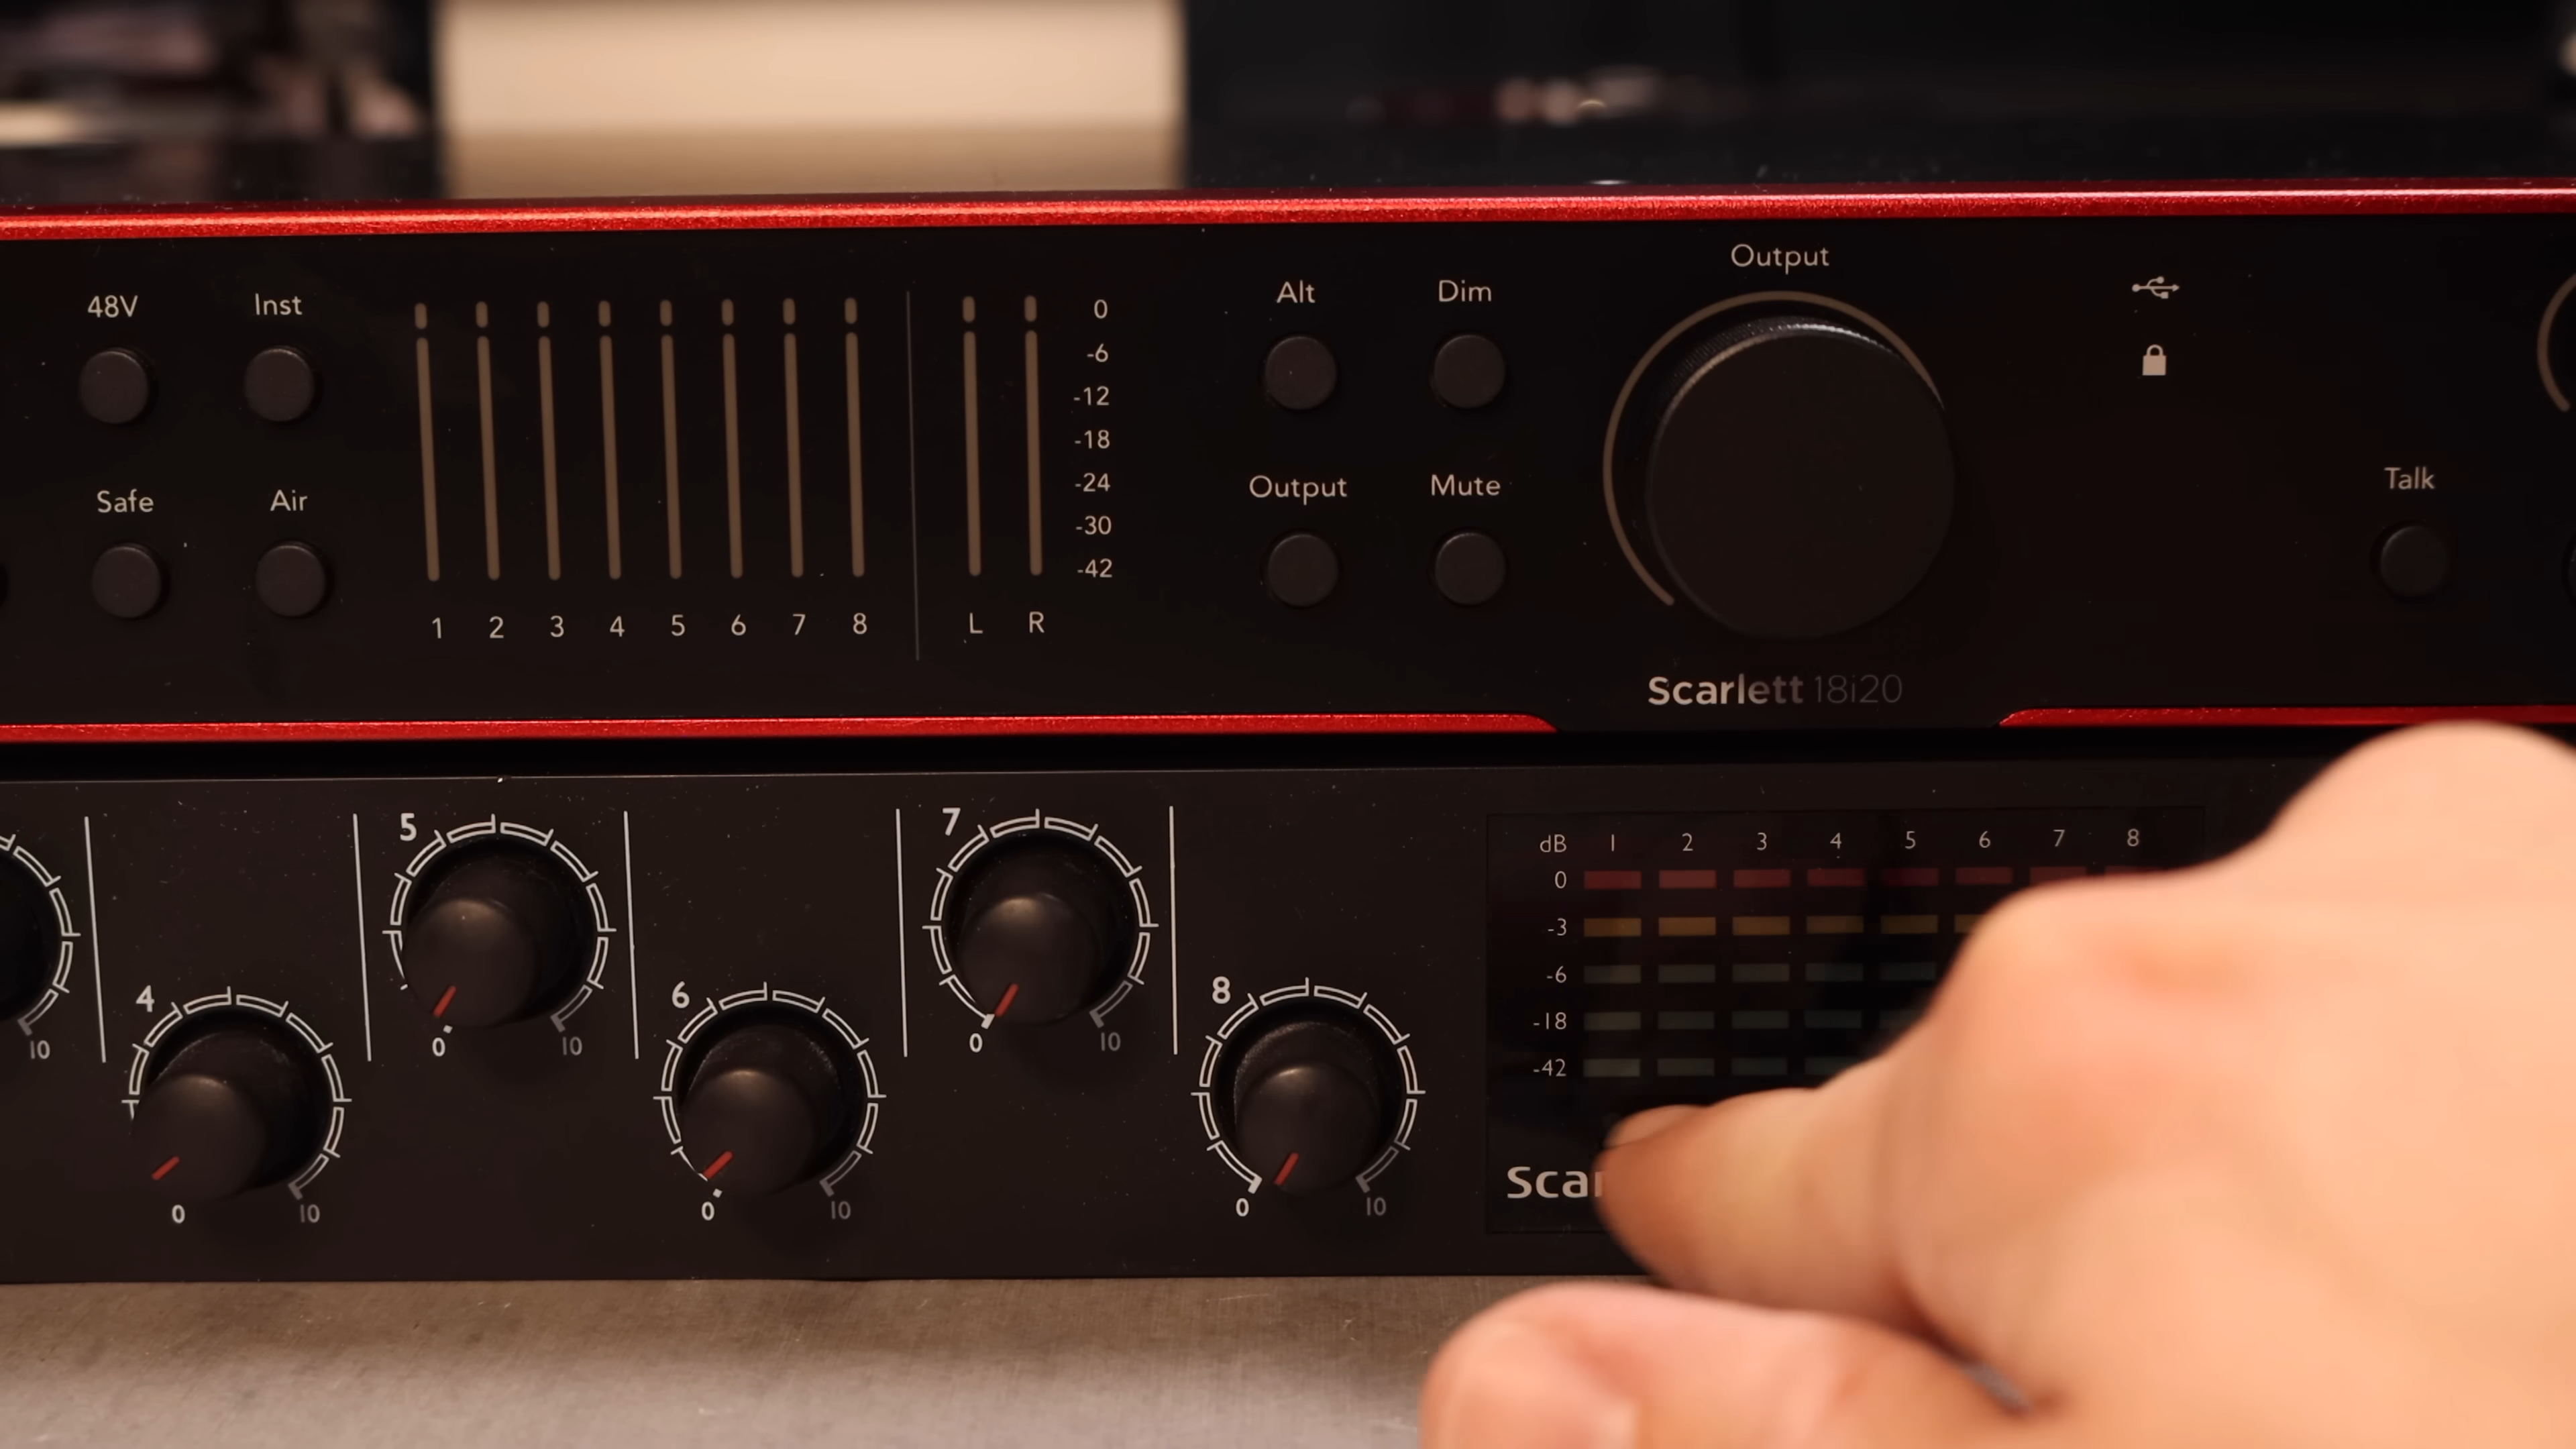 Output
48V Inst Alt Dim
0
-6
-12
-18
-24
-30
-42
Safe Air Output Mute Talk
1 2 3 4 5 6 7 8 L R
Scarlett 18i20
5 7
dB 1 2 3 4 5 6 7 8
0
-3
-6
-18
-42
4 6 8
10 0 10 0 10
0 10 0 10 0 10
Scar